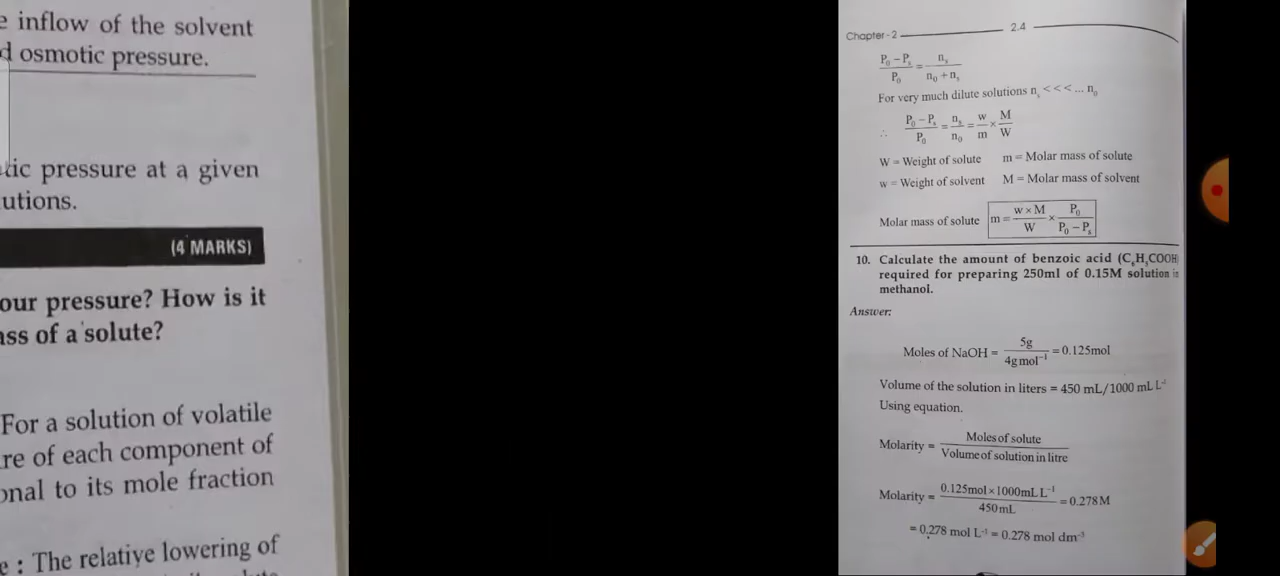 e inflow of the solvent
d osmotic pressure.
tic pressure at a given
utions.
(4 MARKS)
our pressure? How is it
ass of a solute?
For a solution of volatile
re of each component of
onal to its mole fraction
e : The relative lowering of
Chapter-2 2.4
P₀ – Pₛ / P₀ = nₛ / n₀ + nₛ
For very much dilute solutions nₛ <<< ... n₀
∴ P₀ – Pₛ / P₀ = nₛ / n₀ = w / m × M / W
W = Weight of solute m = Molar mass of solute
w = Weight of solvent M = Molar mass of solvent
Molar mass of solute m = w × M / W × P₀ / P₀ – Pₛ
10. Calculate the amount of benzoic acid (C₆H₅COOH)
required for preparing 250ml of 0.15M solution in
methanol.
Answer:
Moles of NaOH = 5g / 4g mol⁻¹ = 0.125mol
Volume of the solution in liters = 450 mL/1000 mL L⁻¹
Using equation.
Molarity = Moles of solute / Volume of solution in litre
Molarity = 0.125mol × 1000mL L⁻¹ / 450mL = 0.278M
= 0.278 mol L⁻¹ = 0.278 mol dm⁻³